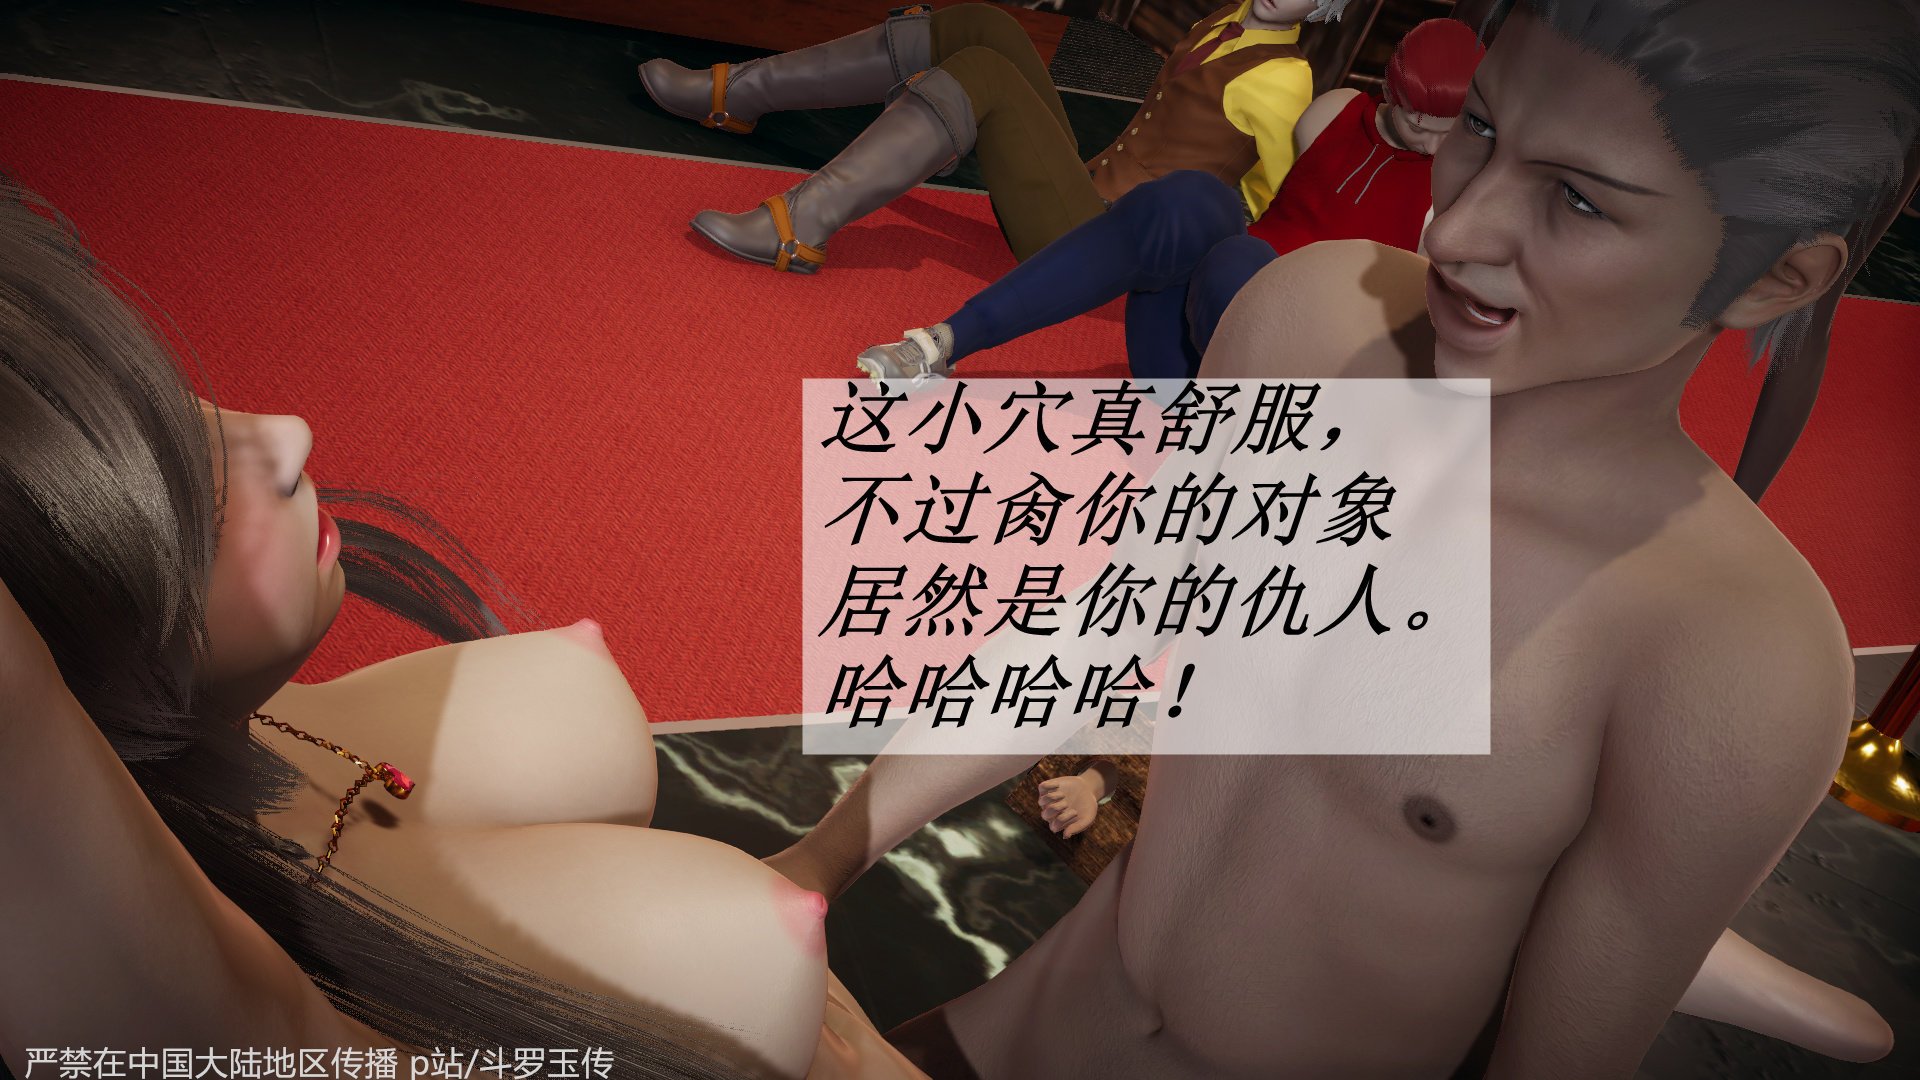 这小穴真舒服，
不过肏你的对象
居然是你的仇人。
哈哈哈哈！
严禁在中国大陆地区传播 p站/斗罗玉传